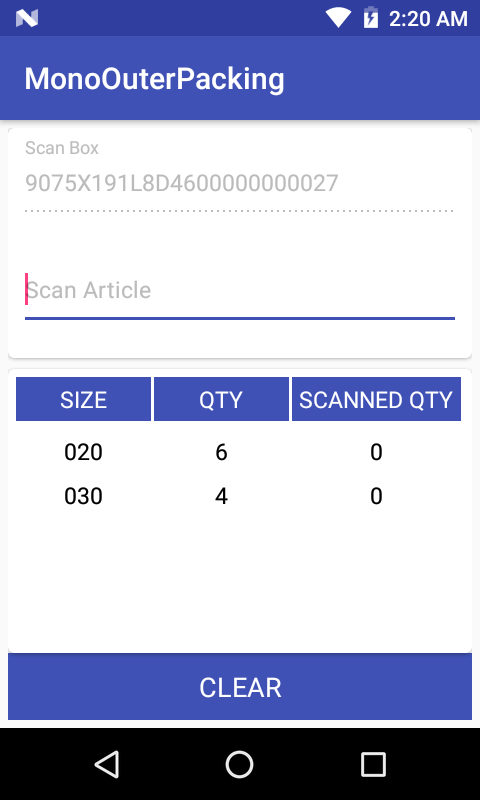 2:20 AM
MonoOuterPacking
Scan Box
9075X191L8D4600000000027
Scan Article
SIZE QTY SCANNED QTY
020 6 0
030 4 0
CLEAR